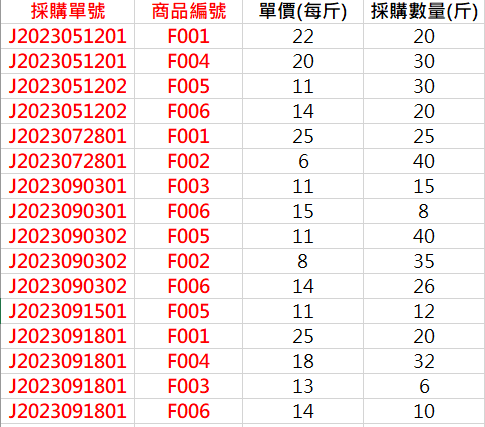 採購單號 商品編號 單價(每斤) 採購數量(斤)
J2023051201 F001 22 20
J2023051201 F004 20 30
J2023051202 F005 11 30
J2023051202 F006 14 20
J2023072801 F001 25 25
J2023072801 F002 6 40
J2023090301 F003 11 15
J2023090301 F006 15 8
J2023090302 F005 11 40
J2023090302 F002 8 35
J2023090302 F006 14 26
J2023091501 F005 11 12
J2023091801 F001 25 20
J2023091801 F004 18 32
J2023091801 F003 13 6
J2023091801 F006 14 10